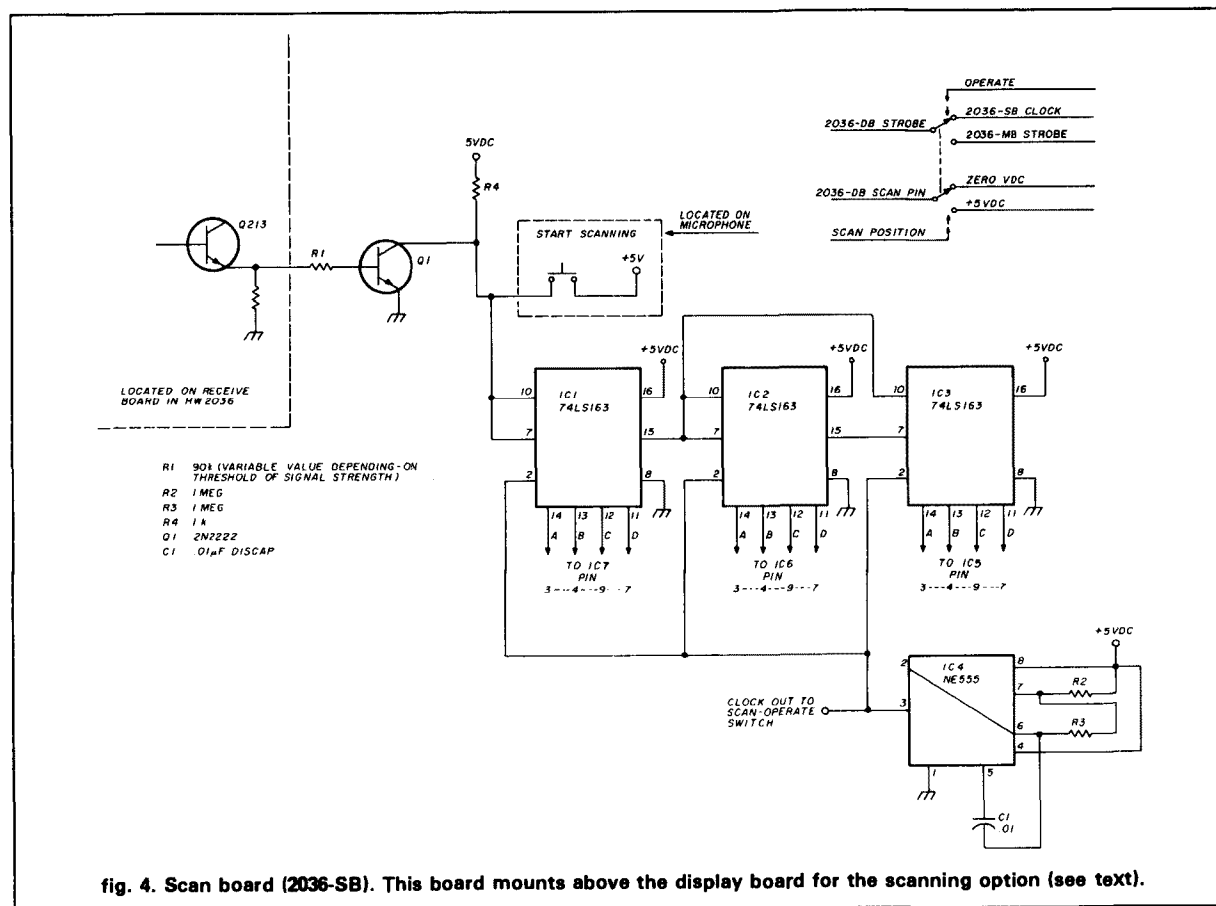 OPERATE
2036-SB CLOCK
2036-DB STROBE
2036-MB STROBE
ZERO VDC
2036-DB SCAN PIN
+5VDC
SCAN POSITION
5VDC
R4
LOCATED ON
MICROPHONE
START SCANNING
+5V
Q213
R1
Q1
LOCATED ON RECEIVE
BOARD IN HW2036
+5VDC
+5VDC
+5VDC
10 IC1 16
74LS163
7 15
2 8
14 13 12 11
A B C D
TO IC7
PIN
3---4---9---7
10 IC2 16
74LS163
7 15
2 8
14 13 12 11
A B C D
TO IC6
PIN
3---4---9---7
10 IC3 16
74LS163
7
2 8
14 13 12 11
A B C D
TO IC5
PIN
3---4---9---7
R1 90k (VARIABLE VALUE DEPENDING-ON
THRESHOLD OF SIGNAL STRENGTH)
R2 1 MEG
R3 1 MEG
R4 1 k
Q1 2N2222
C1 .01µF DISCAP
+5VDC
2 IC4 8
NE555
7 R2
CLOCK OUT TO
SCAN-OPERATE
SWITCH
3 6 R3
4
1 5
C1
.01
fig. 4. Scan board (2036-SB). This board mounts above the display board for the scanning option (see text).